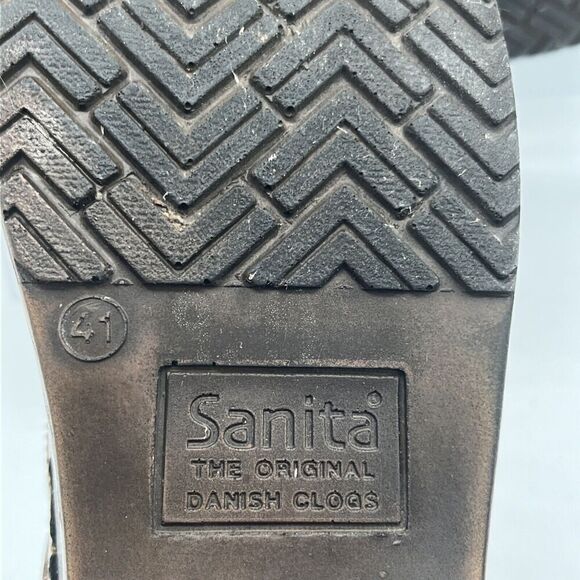 41
Sanita®
THE ORIGINAL
DANISH CLOGS